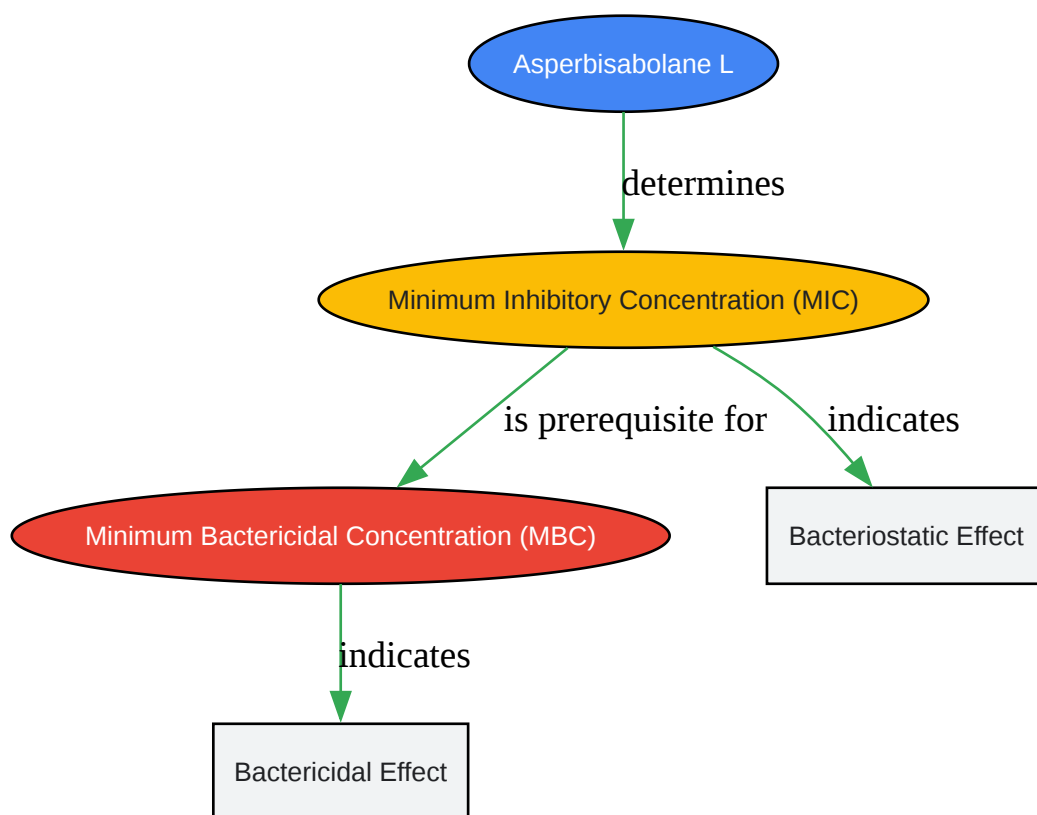 Asperbisabolane L
determines
Minimum Inhibitory Concentration (MIC)
is prerequisite for
indicates
Minimum Bactericidal Concentration (MBC)
Bacteriostatic Effect
indicates
Bactericidal Effect